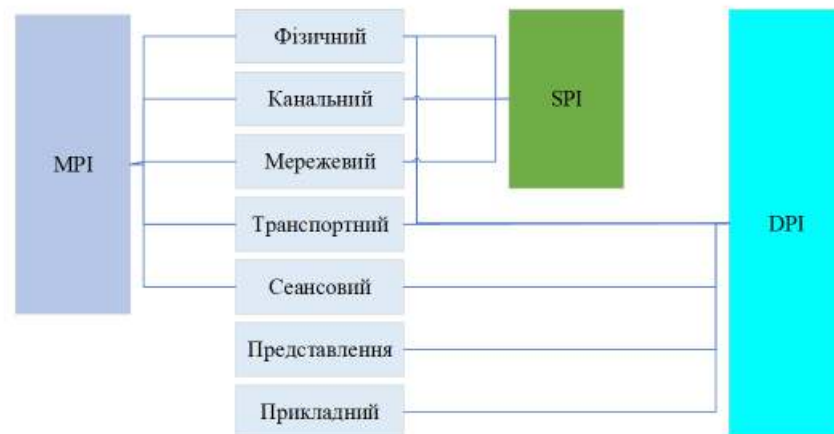 MPI
Фізичний
Канальний
Мережевий
Транспортний
Сеансовий
Представлення
Прикладний
SPI
DPI